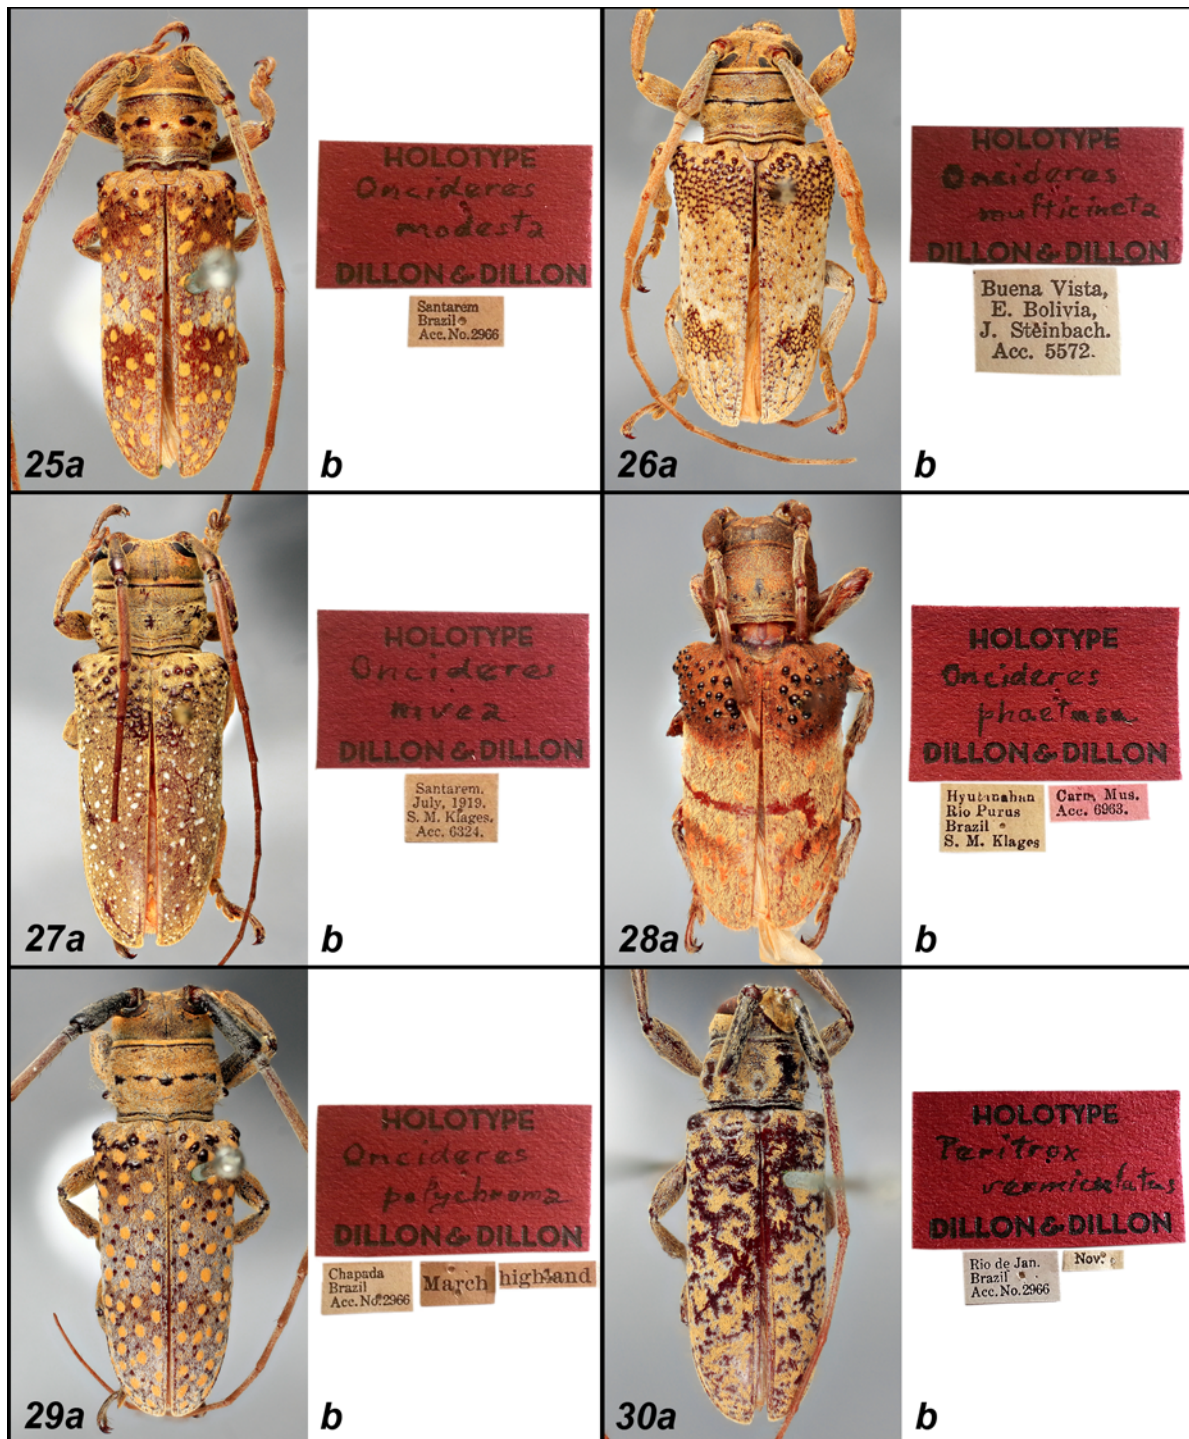 25a
HOLOTYPE
Oncideres
modesta
DILLON & DILLON
Santarem
Brazil
Acc. No. 2966
b
26a
HOLOTYPE
Oncideres
multicincta
DILLON & DILLON
Buena Vista,
E. Bolivia,
J. Steinbach.
Acc. 5572.
b
27a
HOLOTYPE
Oncideres
nivea
DILLON & DILLON
Santarem.
July, 1919.
S. M. Klages.
Acc. 6324.
b
28a
HOLOTYPE
Oncideres
DILLON & DILLON
Hyutanahan
Rio Purus
Brazil
S. M. Klages
Carn. Mus.
Acc. 6963.
b
29a
HOLOTYPE
Oncideres
polychroma
DILLON & DILLON
Chapada
Brazil
Acc. No. 2966
March
highland
b
30a
HOLOTYPE
Peritrox
vermiculatus
DILLON & DILLON
Rio de Jan.
Brazil
Acc. No. 2966
Nov.
b